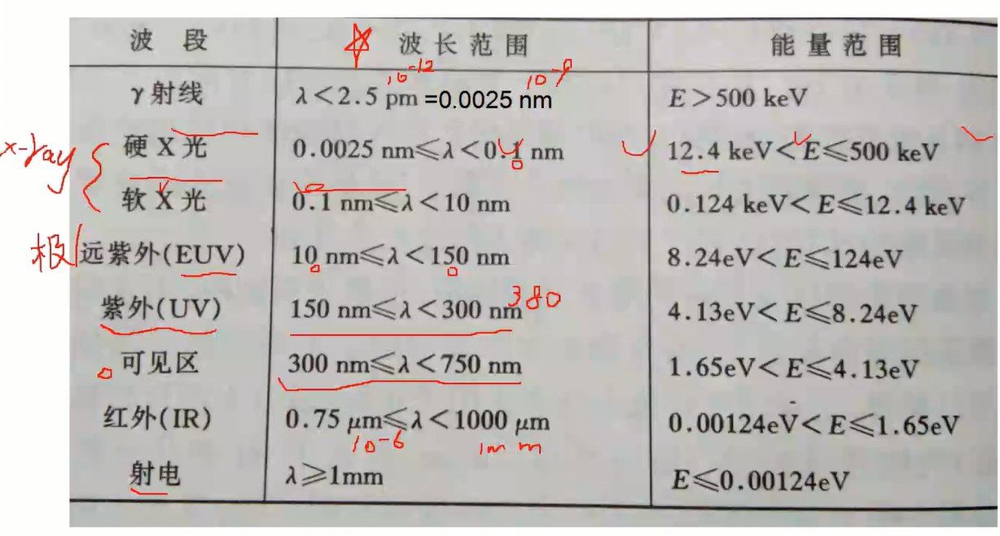 波段 波长范围 能量范围
10⁻¹² 10⁻⁹
γ射线 λ<2.5 pm =0.0025 nm E>500 keV
x-ray
硬X光 0.0025 nm≤λ<0.1 nm 12.4 keV<E≤500 keV
软X光 0.1 nm≤λ<10 nm 0.124 keV<E≤12.4 keV
极 远紫外(EUV) 10 nm≤λ<150 nm 8.24eV<E≤124eV
380
紫外(UV) 150 nm≤λ<300 nm 4.13eV<E≤8.24eV
可见区 300 nm≤λ<750 nm 1.65eV<E≤4.13eV
红外(IR) 0.75 μm≤λ<1000 μm 0.00124eV<E≤1.65eV
10⁻⁶ 1mm
射电 λ≥1mm E≤0.00124eV